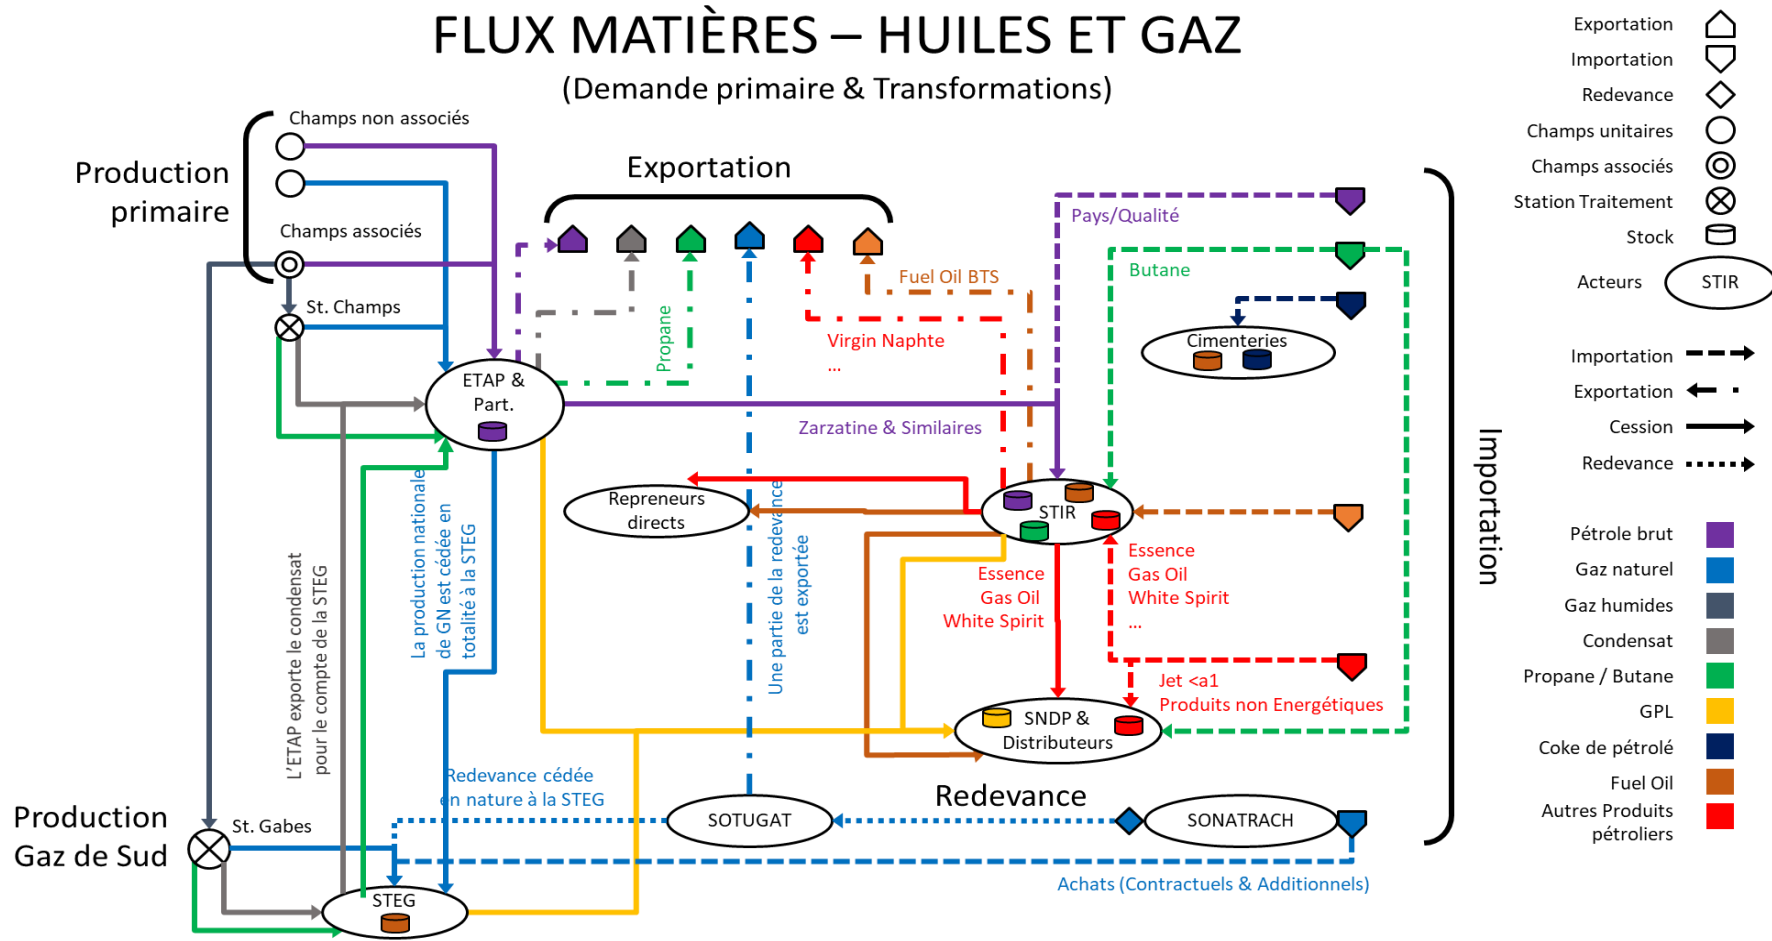 FLUX MATIÈRES – HUILES ET GAZ
(Demande primaire & Transformations)
Exportation
Importation
Redevance
Champs unitaires
Champs associés
Station Traitement
Stock
Acteurs
STIR
Importation
Exportation
Cession
Redevance
Pétrole brut
Gaz naturel
Gaz humides
Condensat
Propane / Butane
GPL
Coke de pétrolé
Fuel Oil
Autres Produits
pétroliers
Production
primaire
Champs non associés
Champs associés
St. Champs
Exportation
Pays/Qualité
Butane
Fuel Oil BTS
Virgin Naphte
...
Propane
Cimenteries
ETAP &
Part.
Zarzatine & Similaires
Importation
Repreneurs
directs
STIR
Essence
Gas Oil
White Spirit
Essence
Gas Oil
White Spirit
...
Jet <a1
Produits non Energétiques
La production nationale
de GN est cédée en
totalité à la STEG
L'ETAP exporte le condensat
pour le compte de la STEG
Une partie de la redevance
est exportée
SNDP &
Distributeurs
Redevance cédée
en nature à la STEG
Redevance
SOTUGAT
SONATRACH
Production
Gaz de Sud
St. Gabes
STEG
Achats (Contractuels & Additionnels)